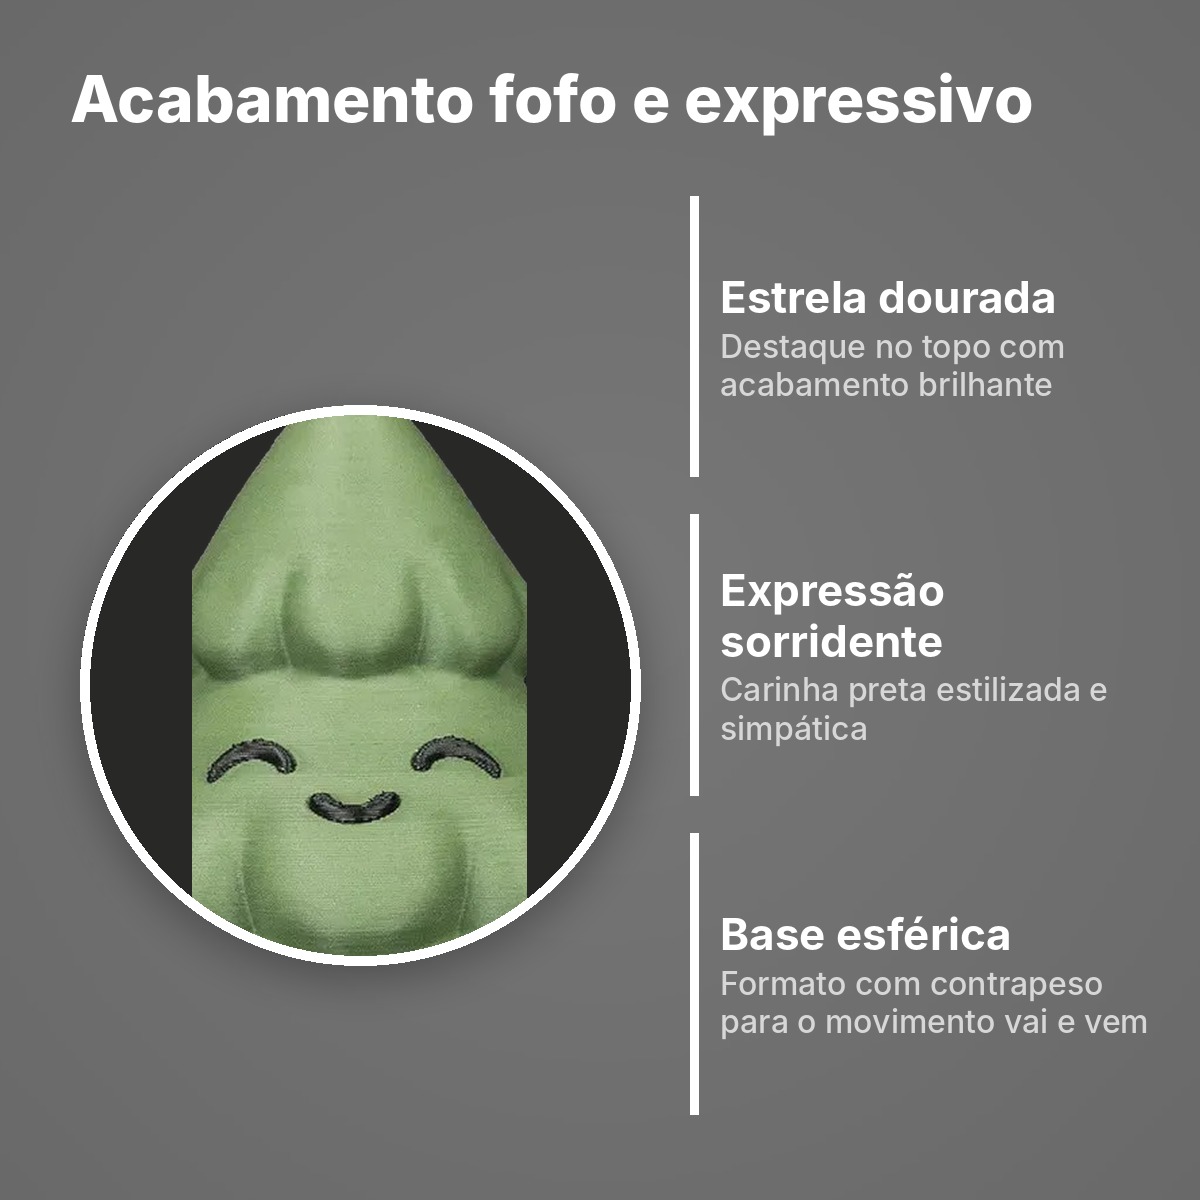 Acabamento fofo e expressivo
Estrela dourada
Destaque no topo com
acabamento brilhante
Expressão
sorridente
Carinha preta estilizada e
simpática
Base esférica
Formato com contrapeso
para o movimento vai e vem